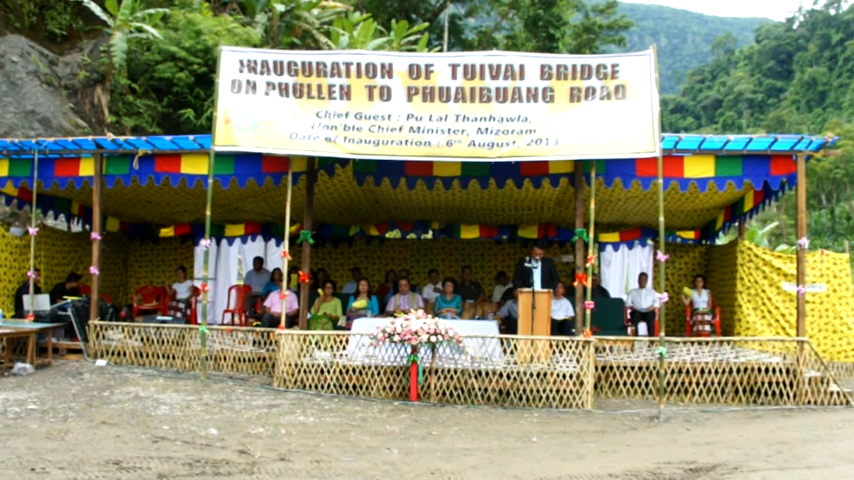 INAUGURATION OF TUIVAI BRIDGE
ON PHULLEN TO PHUAIBUANG ROAD
Chief Guest : Pu Lal Thanhawla,
Hon'ble Chief Minister, Mizoram
Date of Inauguration : 6th August, 2013